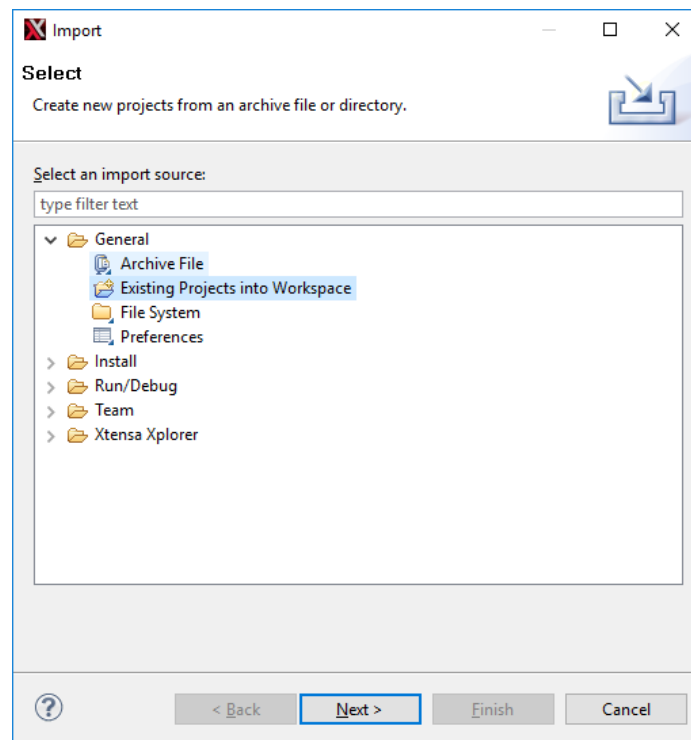 Import
Select
Create new projects from an archive file or directory.
Select an import source:
type filter text
General
Archive File
Existing Projects into Workspace
File System
Preferences
Install
Run/Debug
Team
Xtensa Xplorer
?
< Back
Next >
Finish
Cancel